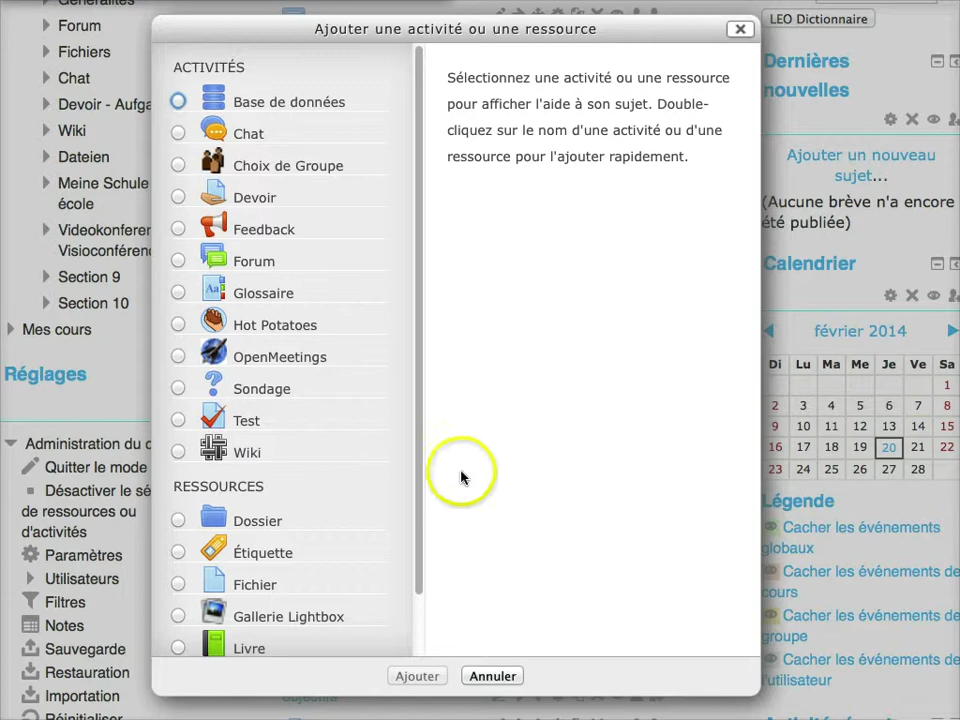 Forum
Fichiers
Chat
Devoir - Aufga
Wiki
Dateien
Meine Schule
école
Videokonferen
Visioconféren
Section 9
Section 10
Mes cours
Réglages
Administration du c
Quitter le mode
Désactiver le sé
de ressources ou
d'activités
Paramètres
Utilisateurs
Filtres
Notes
Sauvegarde
Restauration
Importation
Ajouter une activité ou une ressource
ACTIVITÉS
Base de données
Chat
Choix de Groupe
Devoir
Feedback
Forum
Glossaire
Hot Potatoes
OpenMeetings
Sondage
Test
Wiki
RESSOURCES
Dossier
Étiquette
Fichier
Gallerie Lightbox
Livre
Sélectionnez une activité ou une ressource
pour afficher l'aide à son sujet. Double-
cliquez sur le nom d'une activité ou d'une
ressource pour l'ajouter rapidement.
Ajouter
Annuler
LEO Dictionnaire
Dernières
nouvelles
Ajouter un nouveau
sujet...
(Aucune brève n'a encore
été publiée)
Calendrier
février 2014
Di Lu Ma Me Je Ve Sa
1
2 3 4 5 6 7 8
9 10 11 12 13 14 15
16 17 18 19 20 21 22
23 24 25 26 27 28
Légende
Cacher les événements
globaux
Cacher les événements de
cours
Cacher les événements de
groupe
Cacher les événements de
l'utilisateur